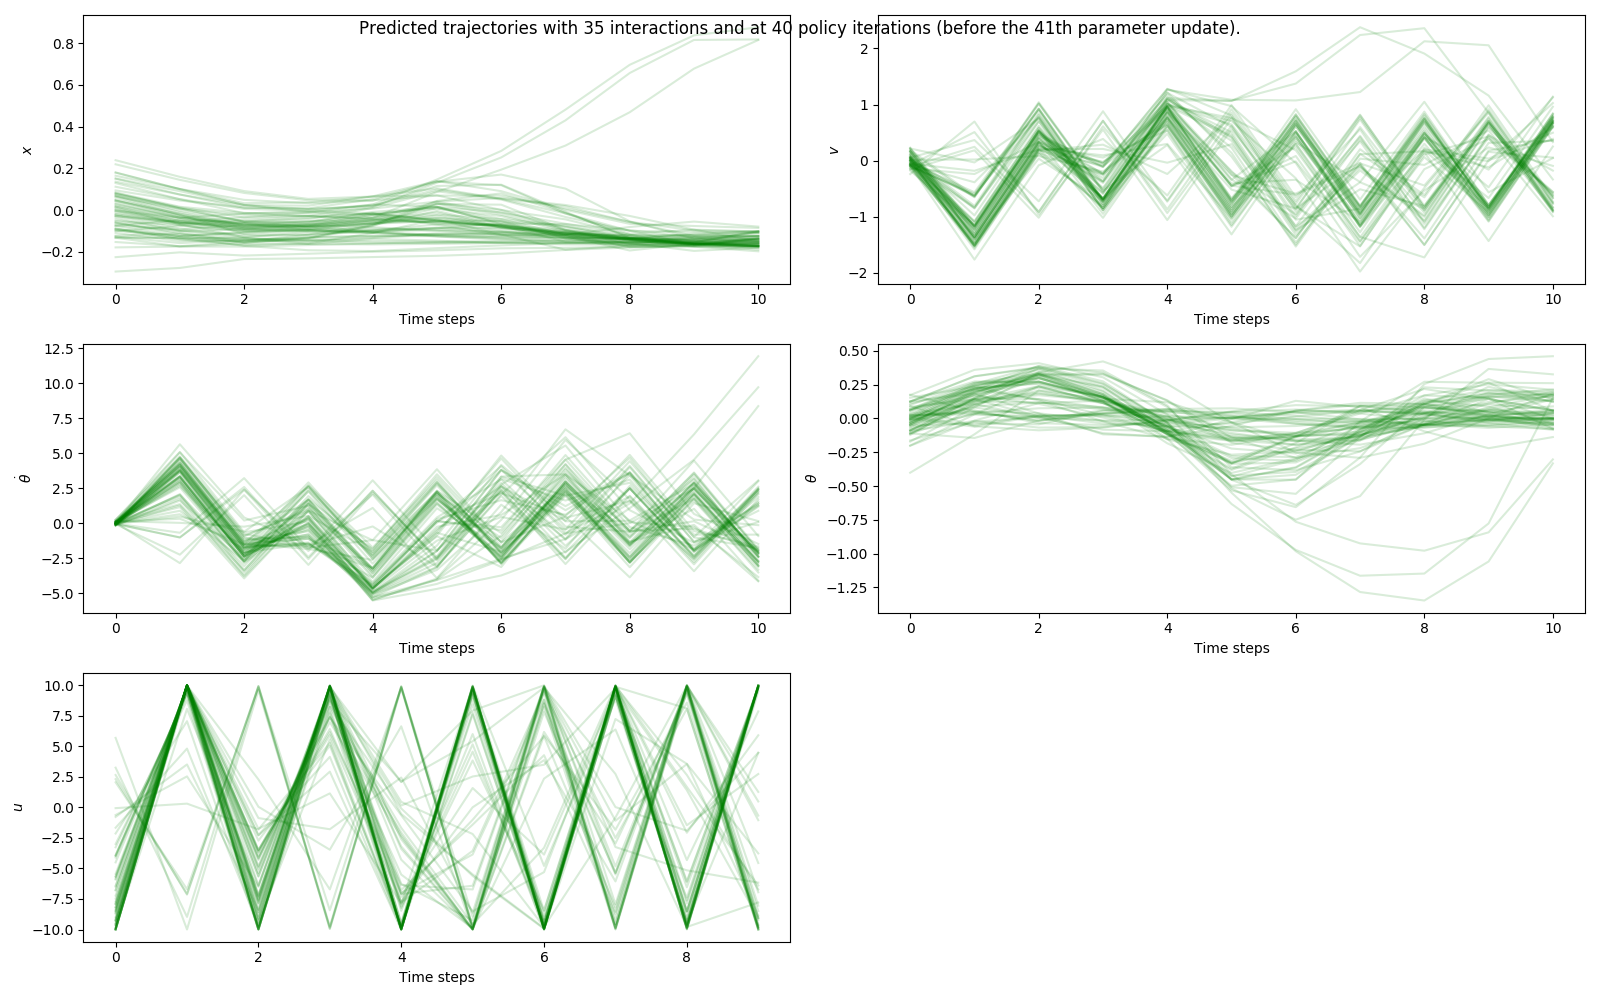 Predicted trajectories with 35 interactions and at 40 policy iterations (before the 41th parameter update).
0.8
0.6
0.4
0.2
0.0
−0.2
x
0 2 4 6 8 10
Time steps
2
1
0
−1
−2
v
0 2 4 6 8 10
Time steps
12.5
10.0
7.5
5.0
2.5
0.0
−2.5
−5.0
θ̇
0 2 4 6 8 10
Time steps
0.50
0.25
0.00
−0.25
−0.50
−0.75
−1.00
−1.25
θ
0 2 4 6 8 10
Time steps
10.0
7.5
5.0
2.5
0.0
−2.5
−5.0
−7.5
−10.0
u
0 2 4 6 8
Time steps